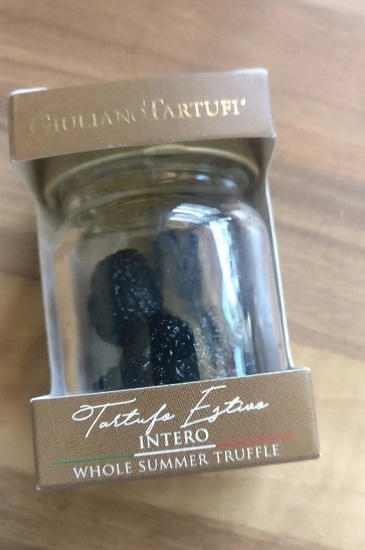 GIULIANO TARTUFI®
Tartufo Estivo
INTERO
WHOLE SUMMER TRUFFLE